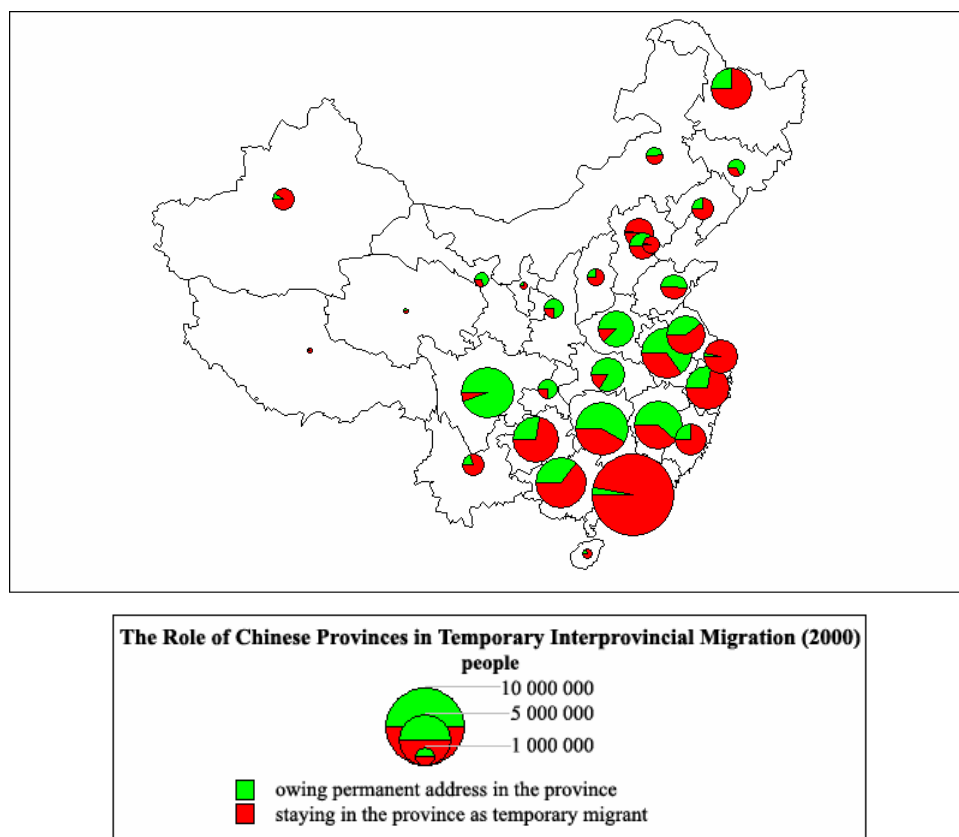 The Role of Chinese Provinces in Temporary Interprovincial Migration (2000)
people
10 000 000
5 000 000
1 000 000
owing permanent address in the province
staying in the province as temporary migrant